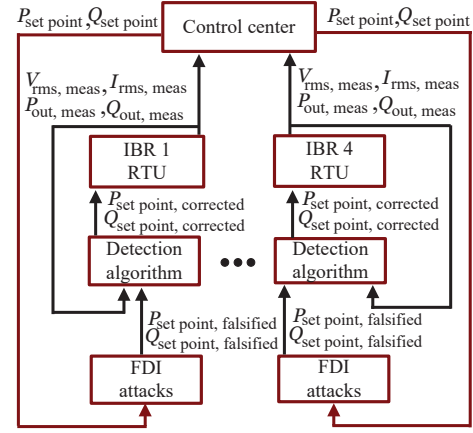 P_set point, Q_set point
Control center
P_set point, Q_set point
V_rms, meas, I_rms, meas
P_out, meas, Q_out, meas
V_rms, meas, I_rms, meas
P_out, meas, Q_out, meas
IBR 1
RTU
IBR 4
RTU
P_set point, corrected
Q_set point, corrected
P_set point, corrected
Q_set point, corrected
Detection
algorithm
•••
Detection
algorithm
P_set point, falsified
Q_set point, falsified
P_set point, falsified
Q_set point, falsified
FDI
attacks
FDI
attacks